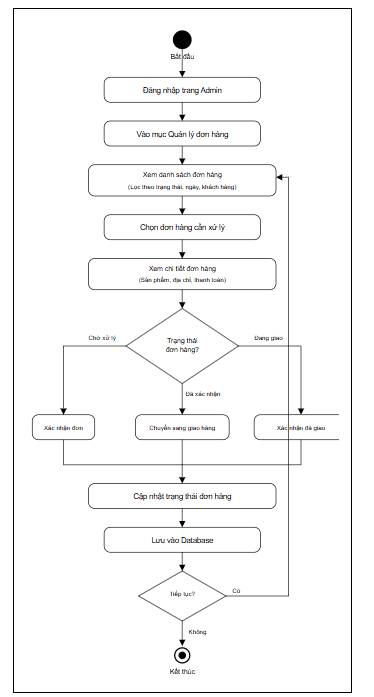 Bắt đầu
Đăng nhập trang Admin
Vào mục Quản lý đơn hàng
Xem danh sách đơn hàng
(Lọc theo trạng thái, ngày, khách hàng)
Chọn đơn hàng cần xử lý
Xem chi tiết đơn hàng
(Sản phẩm, địa chỉ, thanh toán)
Trạng thái
đơn hàng?
Chờ xử lý
Đang giao
Đã xác nhận
Xác nhận đơn
Chuyển sang giao hàng
Xác nhận đã giao
Cập nhật trạng thái đơn hàng
Lưu vào Database
Tiếp tục?
Có
Không
Kết thúc